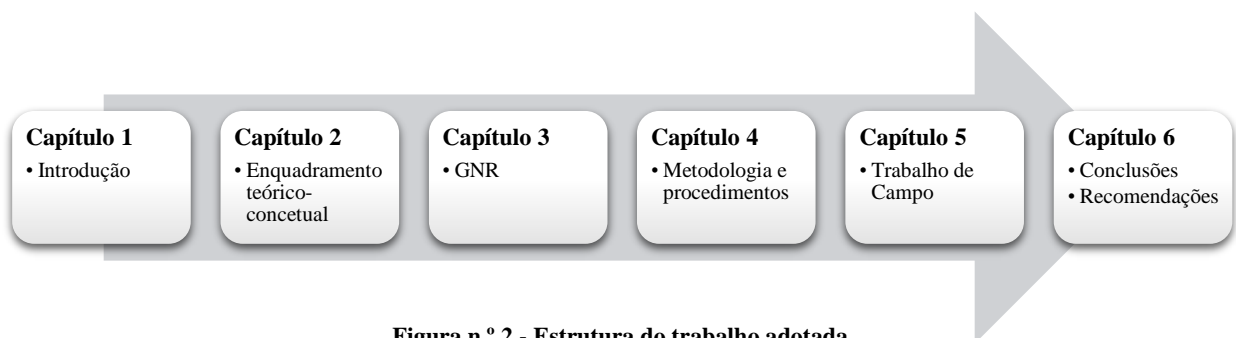 Capítulo 1
• Introdução
Capítulo 2
• Enquadramento
teórico-
concetual
Capítulo 3
• GNR
Capítulo 4
• Metodologia e
procedimentos
Capítulo 5
• Trabalho de
Campo
Capítulo 6
• Conclusões
• Recomendações
Figura n.º 2 - Estrutura do trabalho adotada